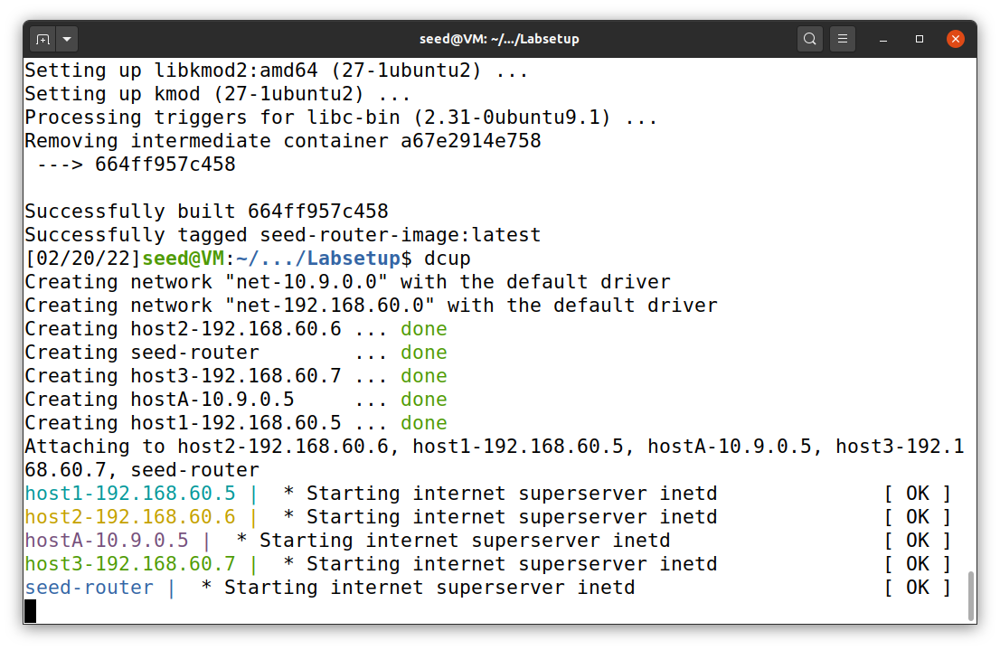 seed@VM: ~/.../Labsetup
Setting up libkmod2:amd64 (27-1ubuntu2) ...
Setting up kmod (27-1ubuntu2) ...
Processing triggers for libc-bin (2.31-0ubuntu9.1) ...
Removing intermediate container a67e2914e758
 ---> 664ff957c458
Successfully built 664ff957c458
Successfully tagged seed-router-image:latest
[02/20/22]seed@VM:~/.../Labsetup$ dcup
Creating network "net-10.9.0.0" with the default driver
Creating network "net-192.168.60.0" with the default driver
Creating host2-192.168.60.6 ... done
Creating seed-router        ... done
Creating host3-192.168.60.7 ... done
Creating hostA-10.9.0.5     ... done
Creating host1-192.168.60.5 ... done
Attaching to host2-192.168.60.6, host1-192.168.60.5, hostA-10.9.0.5, host3-192.1
68.60.7, seed-router
host1-192.168.60.5 |  * Starting internet superserver inetd              [ OK ]
host2-192.168.60.6 |  * Starting internet superserver inetd              [ OK ]
hostA-10.9.0.5 |  * Starting internet superserver inetd                  [ OK ]
host3-192.168.60.7 |  * Starting internet superserver inetd              [ OK ]
seed-router |  * Starting internet superserver inetd                     [ OK ]